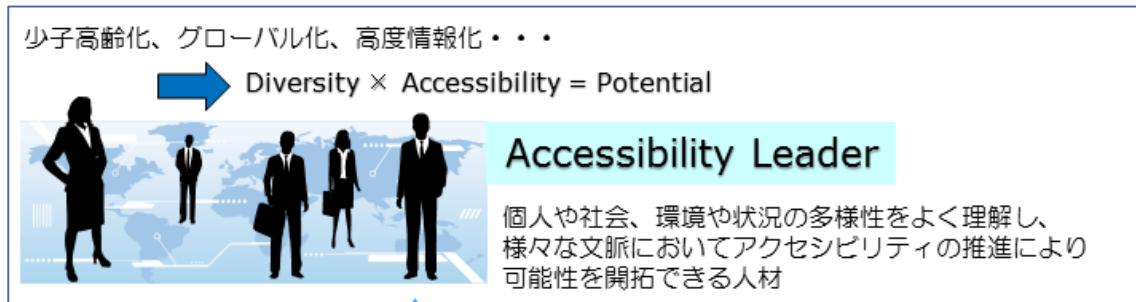 少子高齢化、グローバル化、高度情報化・・・
Diversity × Accessibility = Potential
Accessibility Leader
個人や社会、環境や状況の多様性をよく理解し、
様々な文脈においてアクセシビリティの推進により
可能性を開拓できる人材